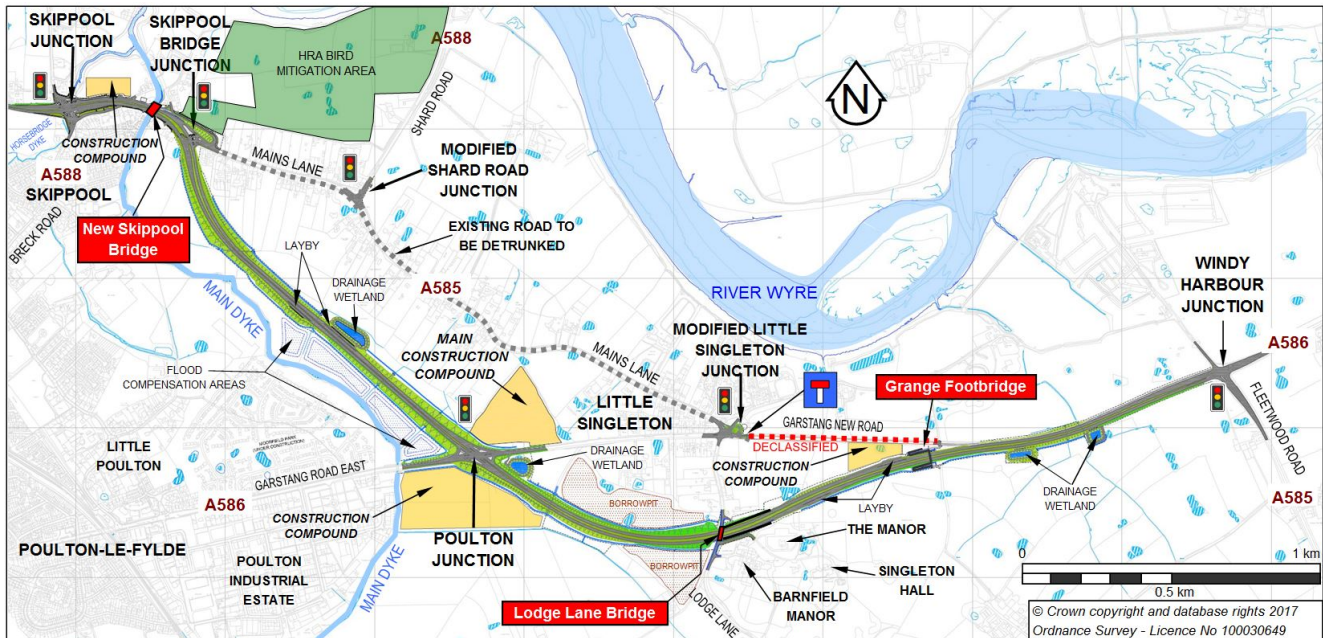 SKIPPOOL
JUNCTION
SKIPPOOL
BRIDGE
JUNCTION
HRA BIRD
MITIGATION AREA
A588
SHARD ROAD
HORSEBRIDGE
DYKE
CONSTRUCTION
COMPOUND
A588
SKIPPOOL
BRECK ROAD
New Skippool
Bridge
MAINS LANE
MODIFIED
SHARD ROAD
JUNCTION
EXISTING ROAD TO
BE DETRUNKED
N
LAYBY
DRAINAGE
WETLAND
A585
MAIN DYKE
RIVER WYRE
WINDY
HARBOUR
JUNCTION
A586
FLEETWOOD ROAD
A585
MAIN
CONSTRUCTION
COMPOUND
MAINS LANE
MODIFIED LITTLE
SINGLETON
JUNCTION
Grange Footbridge
FLOOD
COMPENSATION AREAS
LITTLE
SINGLETON
GARSTANG NEW ROAD
DECLASSIFIED
CONSTRUCTION
COMPOUND
LITTLE
POULTON
GARSTANG ROAD EAST
DRAINAGE
WETLAND
A586
CONSTRUCTION
COMPOUND
BORROWPIT
LAYBY
DRAINAGE
WETLAND
POULTON-LE-FYLDE
POULTON
INDUSTRIAL
ESTATE
MAIN DYKE
POULTON
JUNCTION
BORROWPIT
THE MANOR
SINGLETON
HALL
BARNFIELD
MANOR
LODGE LANE
Lodge Lane Bridge
0
1 km
0.5 km
© Crown copyright and database rights 2017
Ordnance Survey - Licence No 100030649